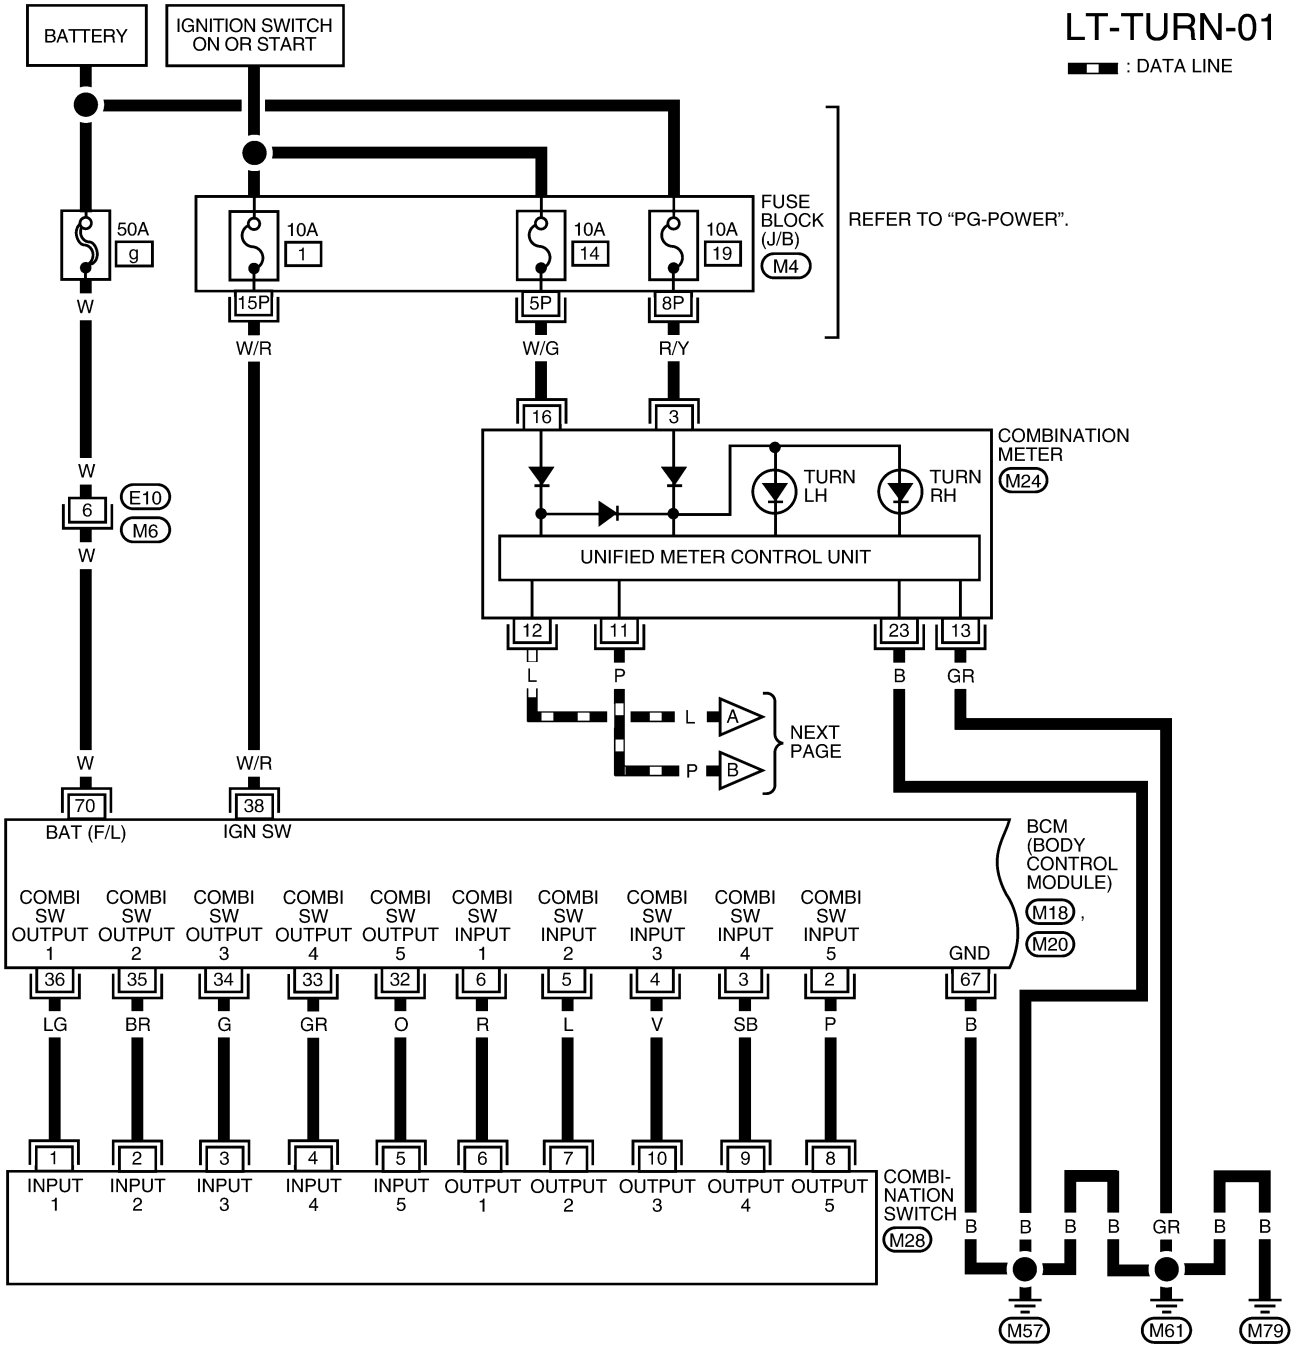 BATTERY
IGNITION SWITCH
ON OR START
LT-TURN-01
: DATA LINE
50A
g
10A
1
10A
14
10A
19
FUSE
BLOCK
(J/B)
M4
REFER TO “PG-POWER”.
15P
5P
8P
W
W/R
W/G
R/Y
16
3
COMBINATION
METER
M24
TURN
LH
TURN
RH
W
6
E10
M6
W
UNIFIED METER CONTROL UNIT
12
11
23
13
L
P
B
GR
L
A
P
B
NEXT
PAGE
W
W/R
70
38
BAT (F/L)
IGN SW
BCM
(BODY
CONTROL
MODULE)
M18 ,
M20
COMBI
SW
OUTPUT
1
COMBI
SW
OUTPUT
2
COMBI
SW
OUTPUT
3
COMBI
SW
OUTPUT
4
COMBI
SW
OUTPUT
5
COMBI
SW
INPUT
1
COMBI
SW
INPUT
2
COMBI
SW
INPUT
3
COMBI
SW
INPUT
4
COMBI
SW
INPUT
5
GND
36
35
34
33
32
6
5
4
3
2
67
LG
BR
G
GR
O
R
L
V
SB
P
B
1
2
3
4
5
6
7
10
9
8
INPUT
1
INPUT
2
INPUT
3
INPUT
4
INPUT
5
OUTPUT
1
OUTPUT
2
OUTPUT
3
OUTPUT
4
OUTPUT
5
COMBI-
NATION
SWITCH
M28
B
B
B
B
GR
B
B
M57
M61
M79